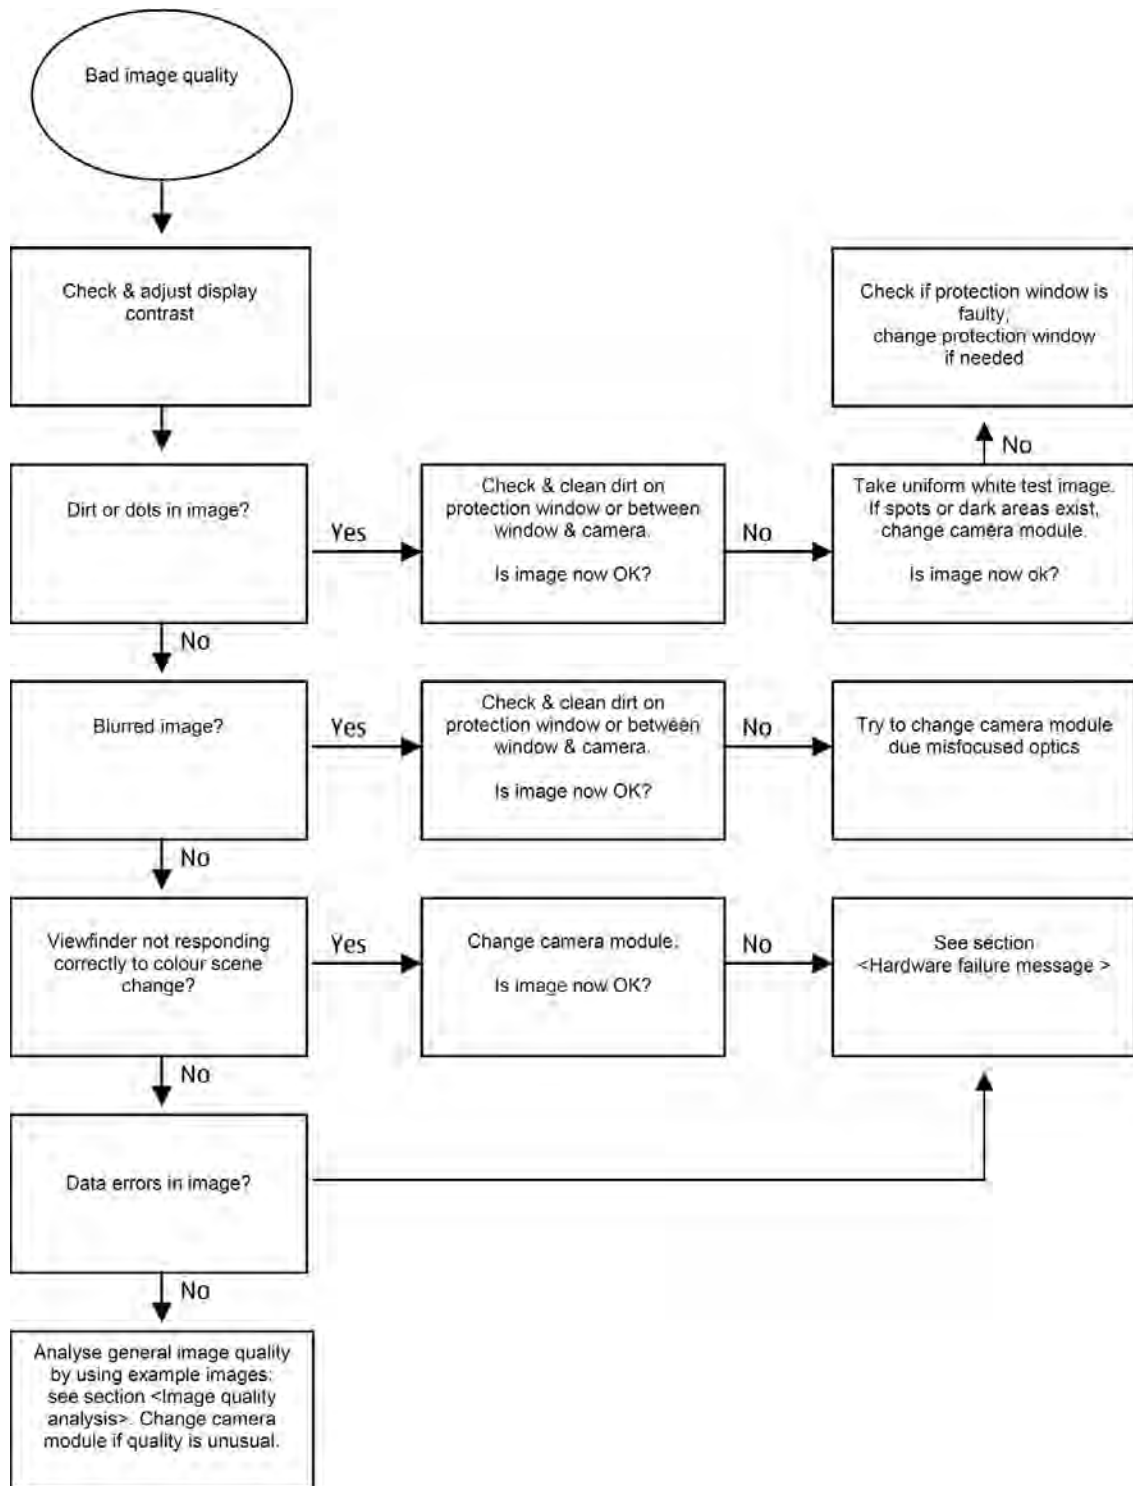 Bad image quality
Check & adjust display
contrast
Check if protection window is
faulty,
change protection window
if needed
No
Dirt or dots in image?
Yes
Check & clean dirt on
protection window or between
window & camera.
Is image now OK?
No
Take uniform white test image.
If spots or dark areas exist,
change camera module.
Is image now ok?
No
Blurred image?
Yes
Check & clean dirt on
protection window or between
window & camera.
Is image now OK?
No
Try to change camera module
due misfocused optics
No
Viewfinder not responding
correctly to colour scene
change?
Yes
Change camera module.
Is image now OK?
No
See section
<Hardware failure message >
No
Data errors in image?
No
Analyse general image quality
by using example images:
see section <Image quality
analysis>. Change camera
module if quality is unusual.